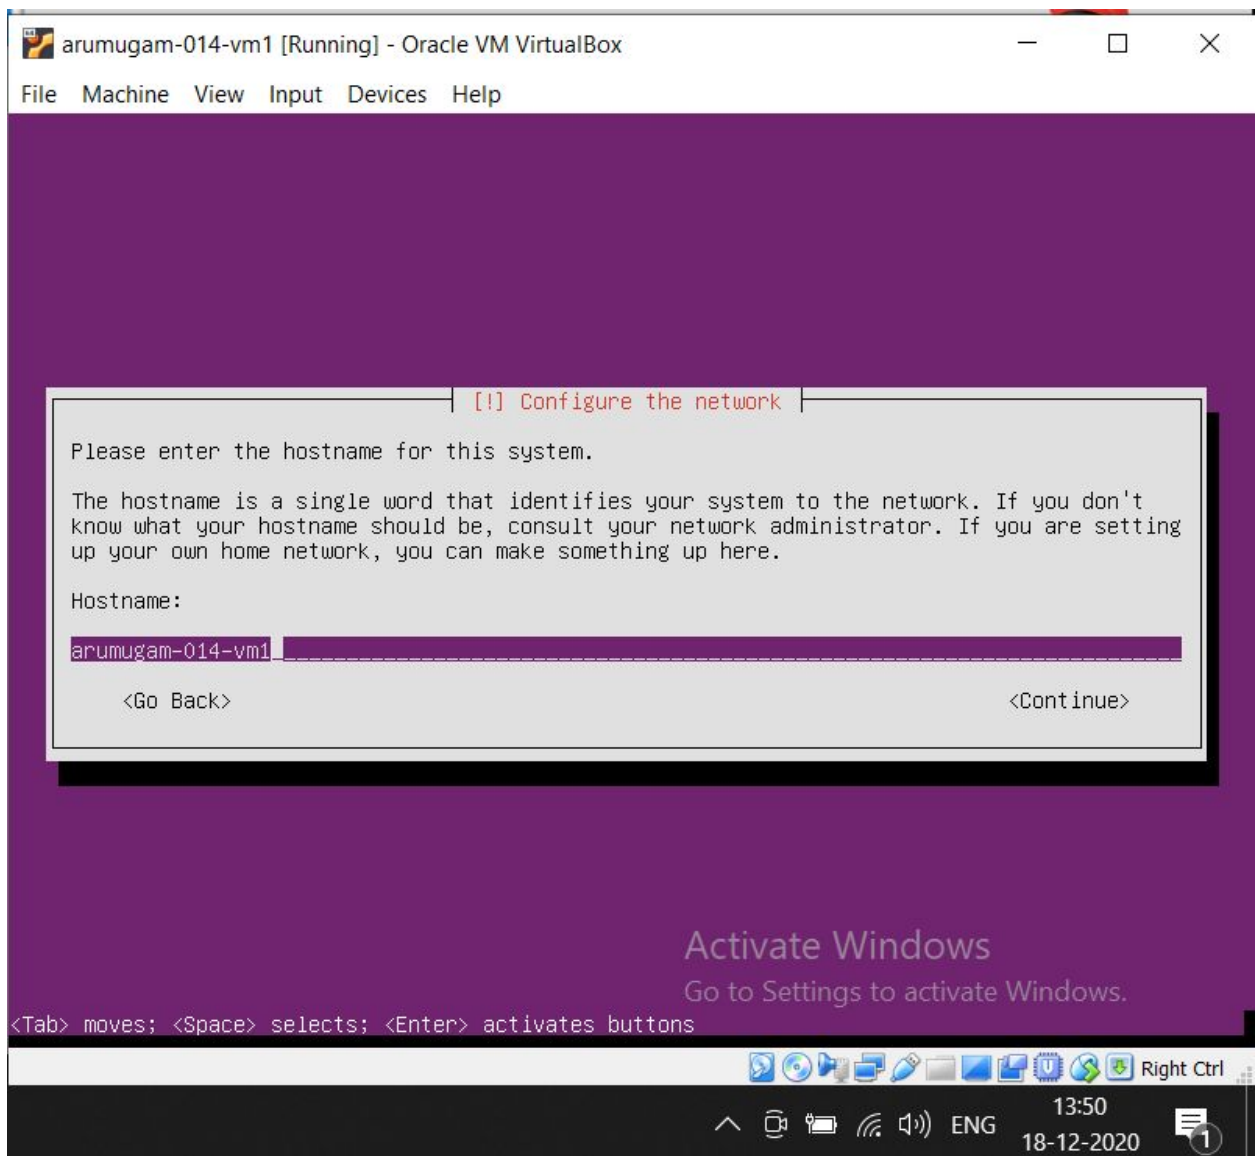 arumugam-014-vm1 [Running] - Oracle VM VirtualBox
File Machine View Input Devices Help
[!] Configure the network
Please enter the hostname for this system.
The hostname is a single word that identifies your system to the network. If you don't
know what your hostname should be, consult your network administrator. If you are setting
up your own home network, you can make something up here.
Hostname:
arumugam-014-vm1
<Go Back> <Continue>
Activate Windows
Go to Settings to activate Windows.
<Tab> moves; <Space> selects; <Enter> activates buttons
Right Ctrl
ENG 13:50
18-12-2020
1